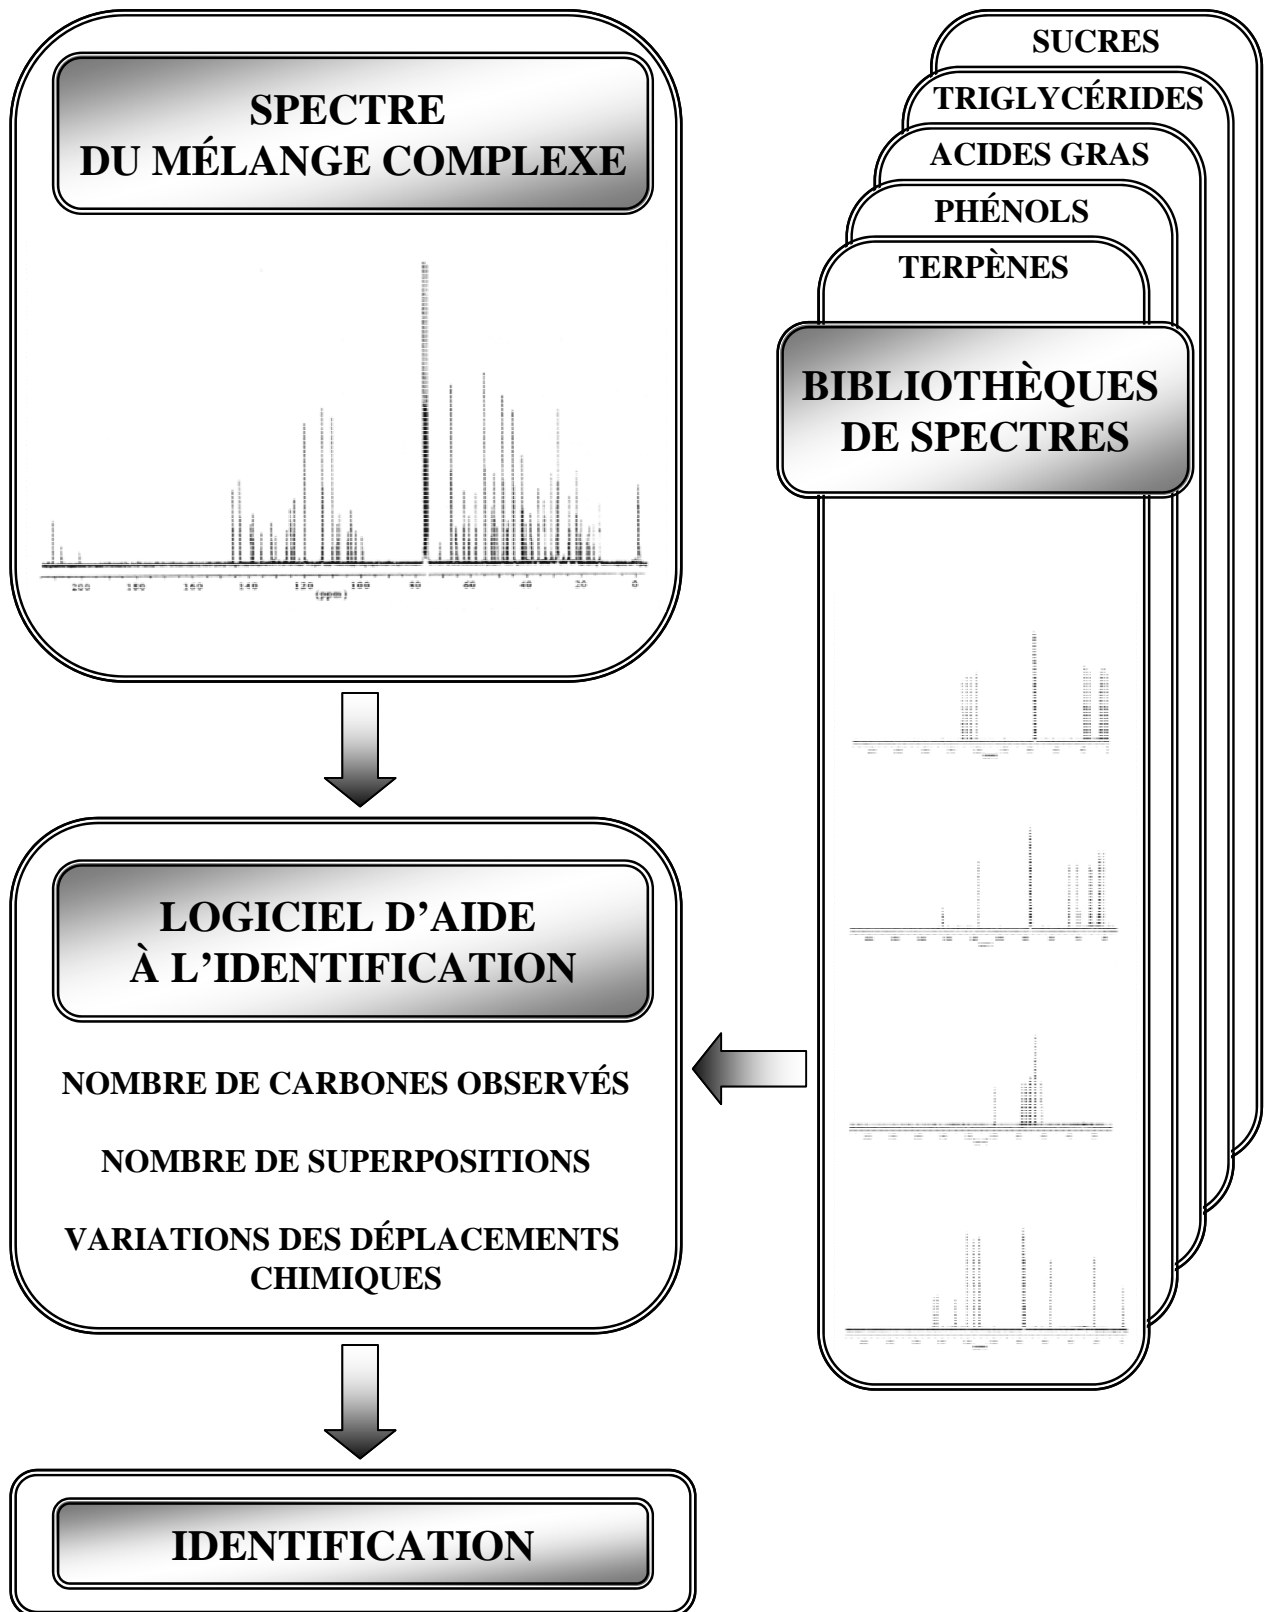 SPECTRE
DU MÉLANGE COMPLEXE
SUCRES
TRIGLYCÉRIDES
ACIDES GRAS
PHÉNOLS
TERPÈNES
BIBLIOTHÈQUES
DE SPECTRES
LOGICIEL D’AIDE
À L’IDENTIFICATION
NOMBRE DE CARBONES OBSERVÉS
NOMBRE DE SUPERPOSITIONS
VARIATIONS DES DÉPLACEMENTS
CHIMIQUES
IDENTIFICATION